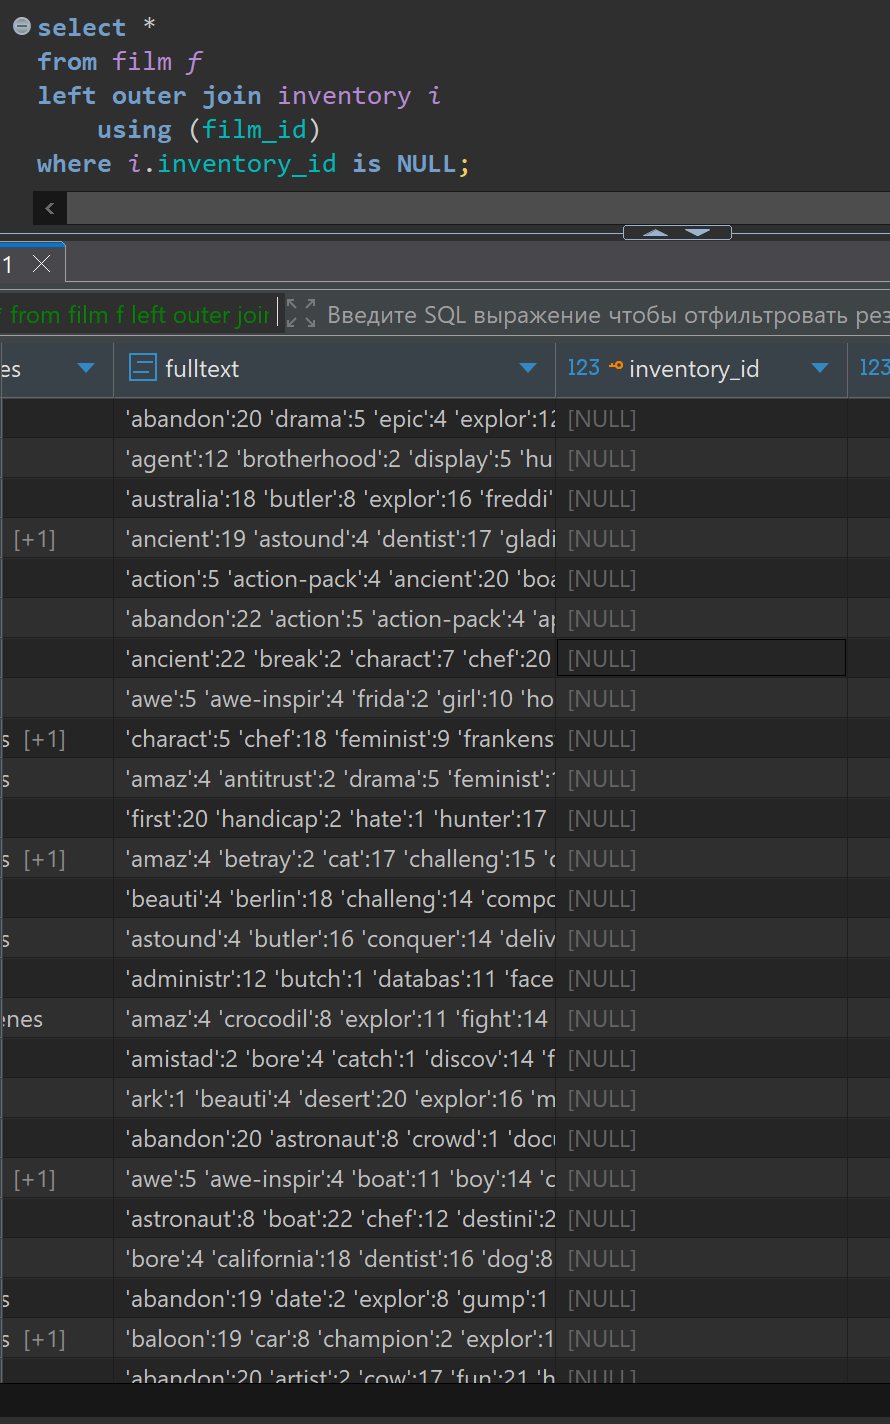 select *
from film f
left outer join inventory i
using (film_id)
where i.inventory_id is NULL;
1
from film f left outer joi Введите SQL выражение чтобы отфильтровать рез
es fulltext 123 inventory_id 123
'abandon':20 'drama':5 'epic':4 'explor':12 [NULL]
'agent':12 'brotherhood':2 'display':5 'hu [NULL]
'australia':18 'butler':8 'explor':16 'freddi' [NULL]
[+1] 'ancient':19 'astound':4 'dentist':17 'gladi [NULL]
'action':5 'action-pack':4 'ancient':20 'boa [NULL]
'abandon':22 'action':5 'action-pack':4 'ap [NULL]
'ancient':22 'break':2 'charact':7 'chef':20 [NULL]
'awe':5 'awe-inspir':4 'frida':2 'girl':10 'ho [NULL]
s [+1] 'charact':5 'chef':18 'feminist':9 'frankens [NULL]
s 'amaz':4 'antitrust':2 'drama':5 'feminist': [NULL]
'first':20 'handicap':2 'hate':1 'hunter':17 [NULL]
s [+1] 'amaz':4 'betray':2 'cat':17 'challeng':15 'c [NULL]
'beauti':4 'berlin':18 'challeng':14 'compo [NULL]
s 'astound':4 'butler':16 'conquer':14 'deliv [NULL]
'administr':12 'butch':1 'databas':11 'face [NULL]
enes 'amaz':4 'crocodil':8 'explor':11 'fight':14 [NULL]
'amistad':2 'bore':4 'catch':1 'discov':14 'f [NULL]
'ark':1 'beauti':4 'desert':20 'explor':16 'm [NULL]
'abandon':20 'astronaut':8 'crowd':1 'docu [NULL]
[+1] 'awe':5 'awe-inspir':4 'boat':11 'boy':14 'c [NULL]
'astronaut':8 'boat':22 'chef':12 'destini':2 [NULL]
'bore':4 'california':18 'dentist':16 'dog':8 [NULL]
s 'abandon':19 'date':2 'explor':8 'gump':1 [NULL]
s [+1] 'baloon':19 'car':8 'champion':2 'explor':1 [NULL]
'abandon':20 'artist':2 'cow':17 'fun':21 'h [NULL]